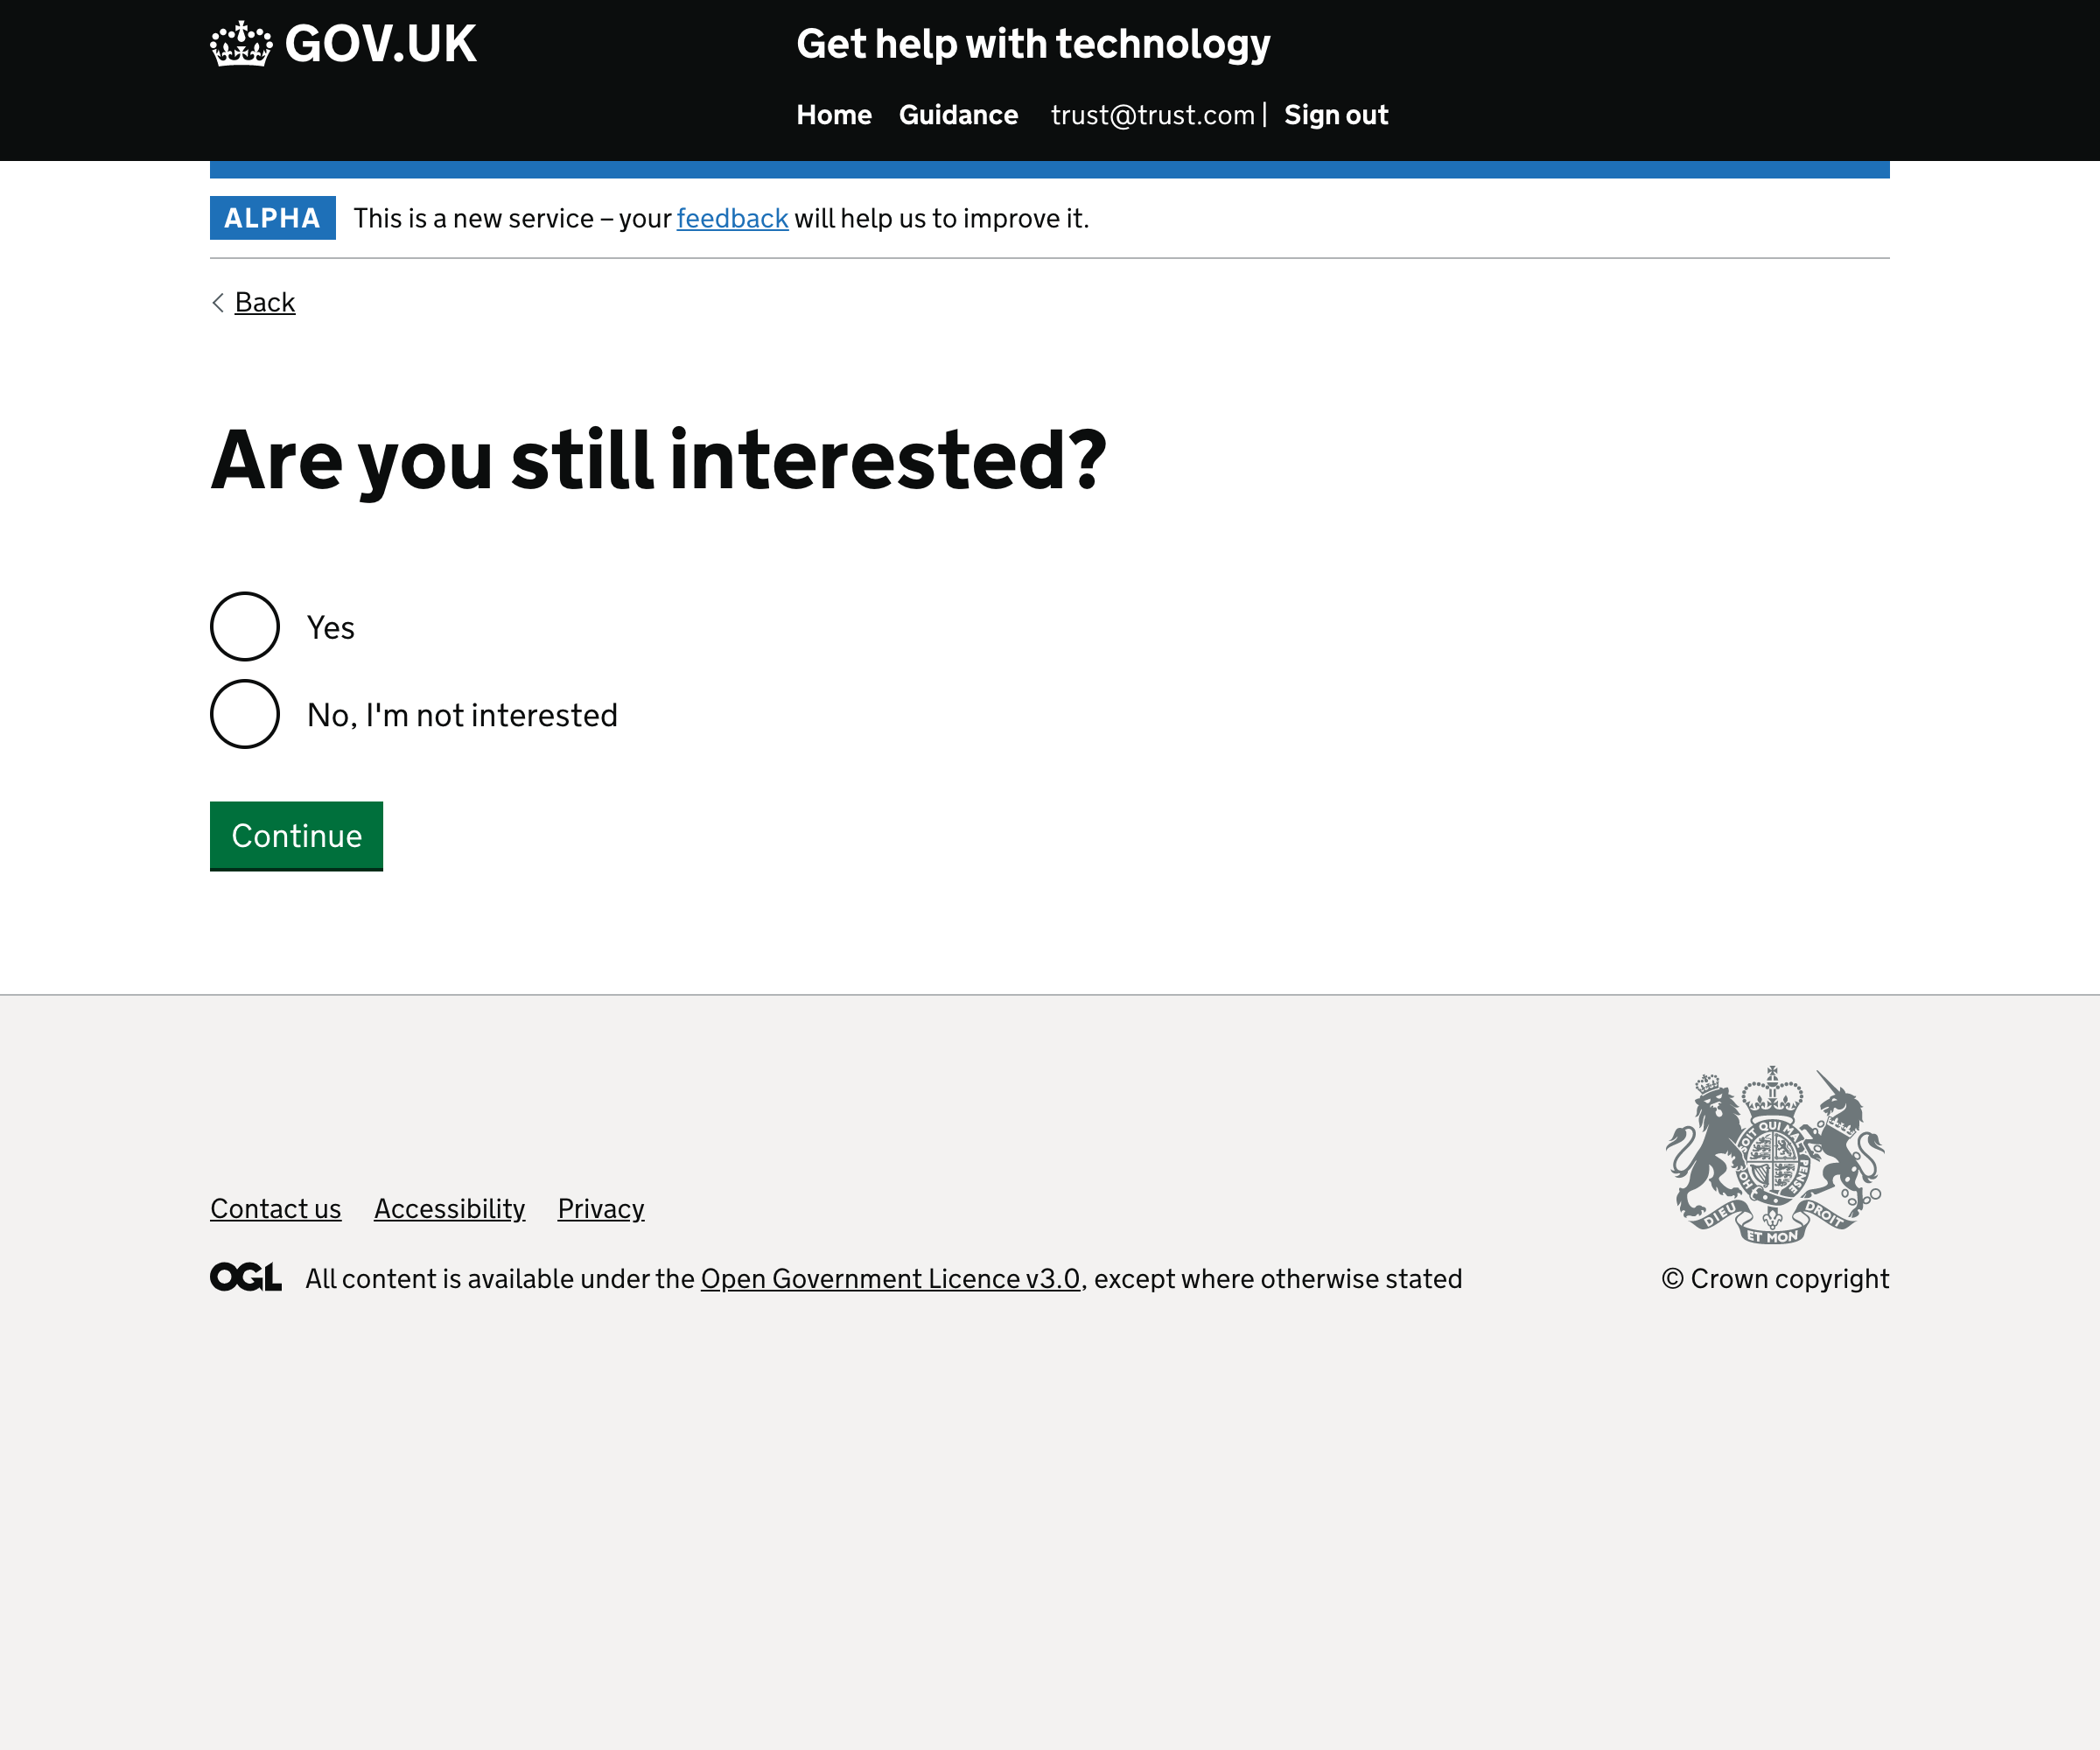 GOV.UK
Get help with technology
Home Guidance trust@trust.com | Sign out
ALPHA This is a new service – your feedback will help us to improve it.
Back
Are you still interested?
Yes
No, I'm not interested
Continue
HONI SOIT QUI MAL Y PENSE
DIEU ET MON DROIT
Contact us Accessibility Privacy
OGL All content is available under the Open Government Licence v3.0, except where otherwise stated
© Crown copyright